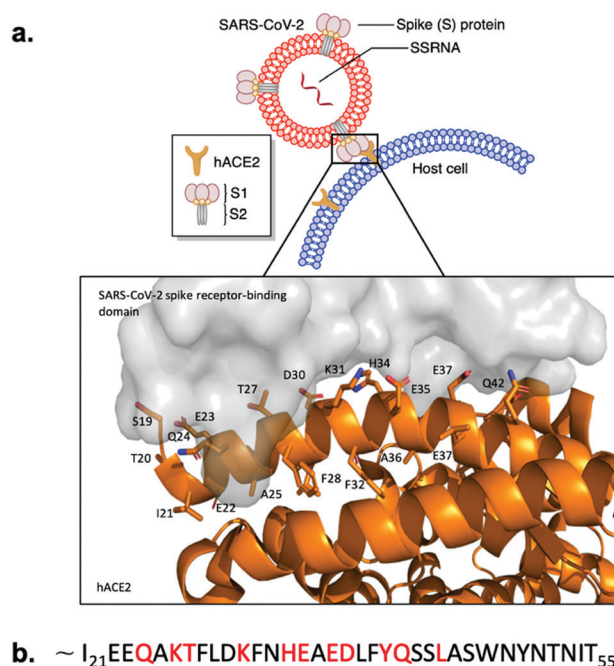 a.
SARS-CoV-2
Spike (S) protein
SSRNA
hACE2
S1
S2
Host cell
SARS-CoV-2 spike receptor-binding
domain
S19
E23
Q24
T20
I21
E22
T27
A25
D30
K31
H34
E35
E37
Q42
F28
F32
A36
E37
hACE2
b. ~ I21EEQAKTFLDKFNHEAEDLFYQSSLASWNYNTNIT55